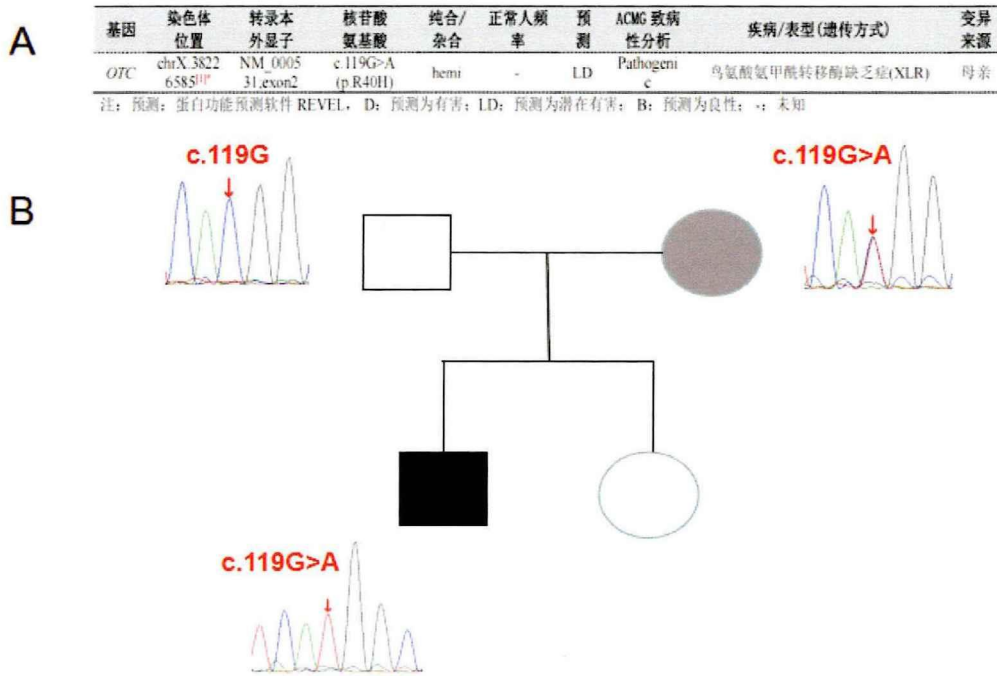 A
基因 染色体位置 转录本外显子 核苷酸氨基酸 纯合/杂合 正常人频率 预测 ACMG 致病性分析 疾病/表型(遗传方式) 变异来源
OTC chrX.38226585[1]* NM_000531.exon2 c.119G>A (p.R40H) hemi - LD Pathogenic 鸟氨酸氨甲酰转移酶缺乏症(XLR) 母亲
注：预测：蛋白功能预测软件 REVEL，D：预测为有害；LD：预测为潜在有害；B：预测为良性；-：未知
B
c.119G
c.119G>A
c.119G>A